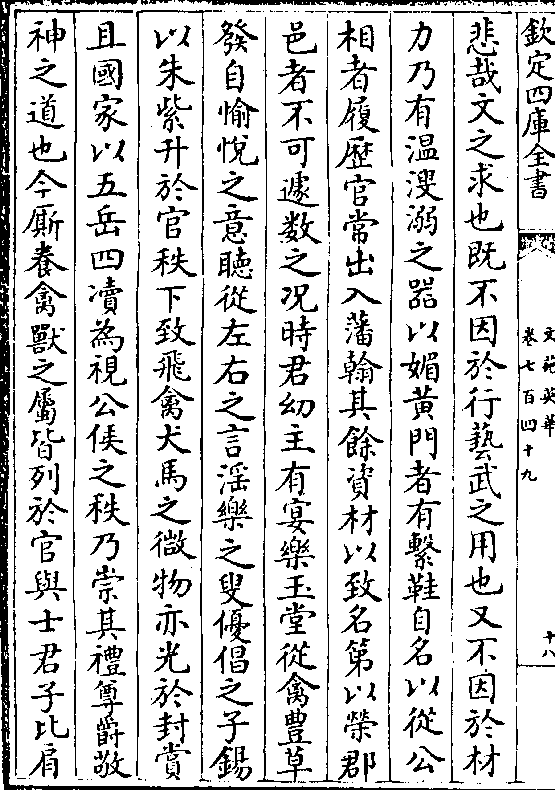 欽定四庫全書
文苑英華
卷七百四十九
十八
悲哉文之求也既不因於行藝武之用也又不因於材
力乃有温溲溺之器以媚黄門者有繫鞋自名以從公
相者履歴官常出入藩翰其餘資材以致名第以榮郡
邑者不可遽數之况時君幼主有宴樂玉堂從禽豊草
發自愉悅之意聽從左右之言滛樂之叟優倡之子錫
以朱紫升於官秩下致飛禽犬馬之微物亦光於封賞
且國家以五岳四瀆為視公侯之秩乃崇其禮尊爵敬
神之道也今厮養禽獸之屬皆列於官與士君子比肩